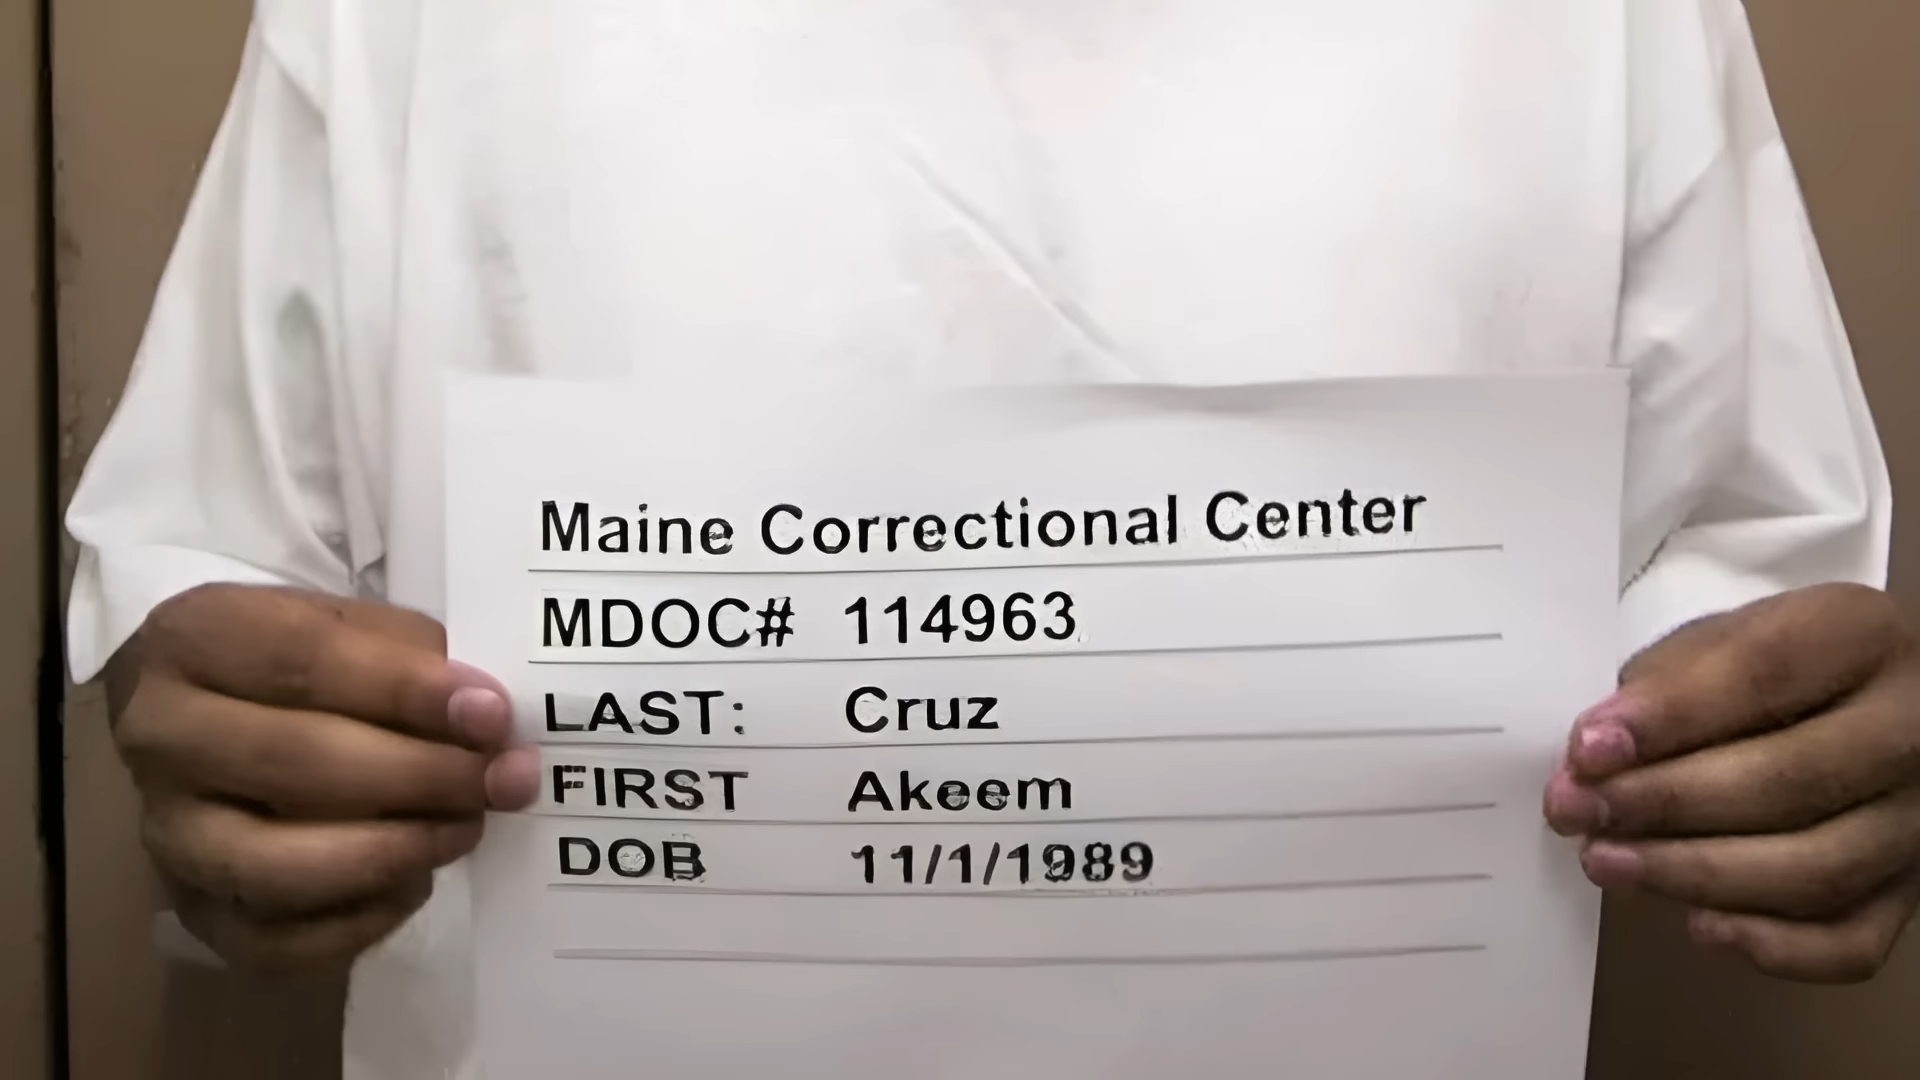 Maine Correctional Center
MDOC# 114963
LAST: Cruz
FIRST Akeem
DOB 11/1/1989